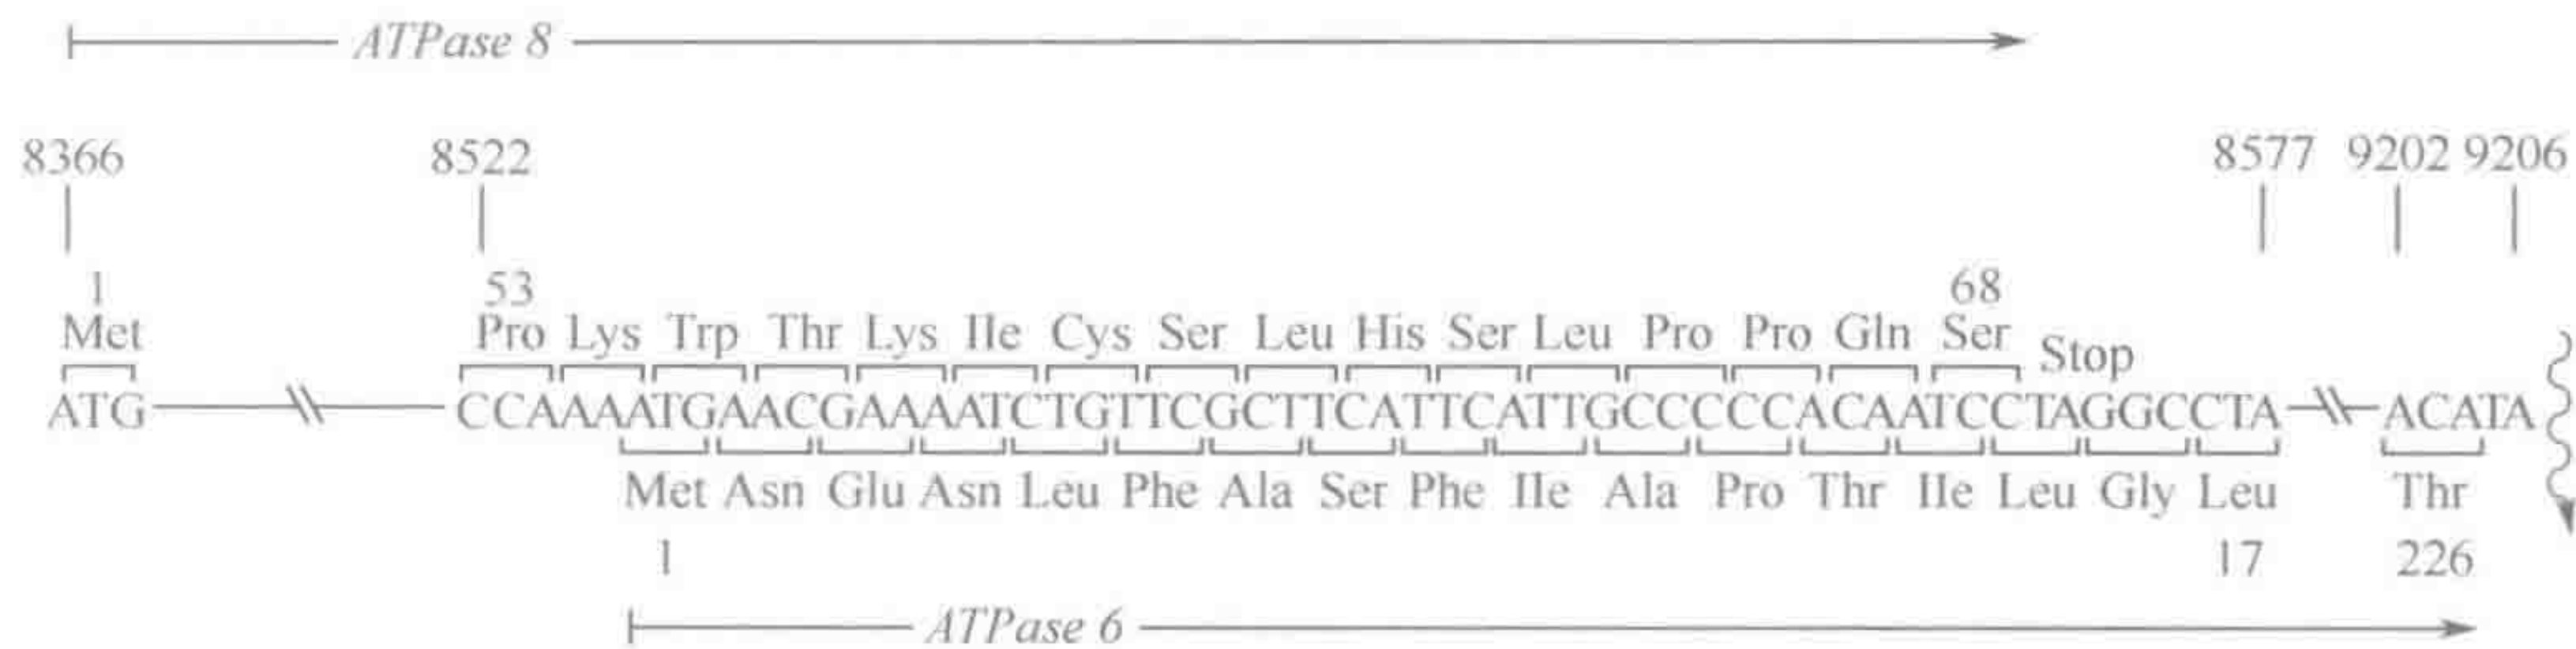 ATPase 8
8366 8522 8577 9202 9206
1 53 68
Met Pro Lys Trp Thr Lys Ile Cys Ser Leu His Ser Leu Pro Pro Gln Ser Stop
ATG CCAAAATGAACGAAAATCTGTTCGCTTCATTCATTGCCCCCACAATCCTAGGCCTA ACATA
Met Asn Glu Asn Leu Phe Ala Ser Phe Ile Ala Pro Thr Ile Leu Gly Leu Thr
1 17 226
ATPase 6